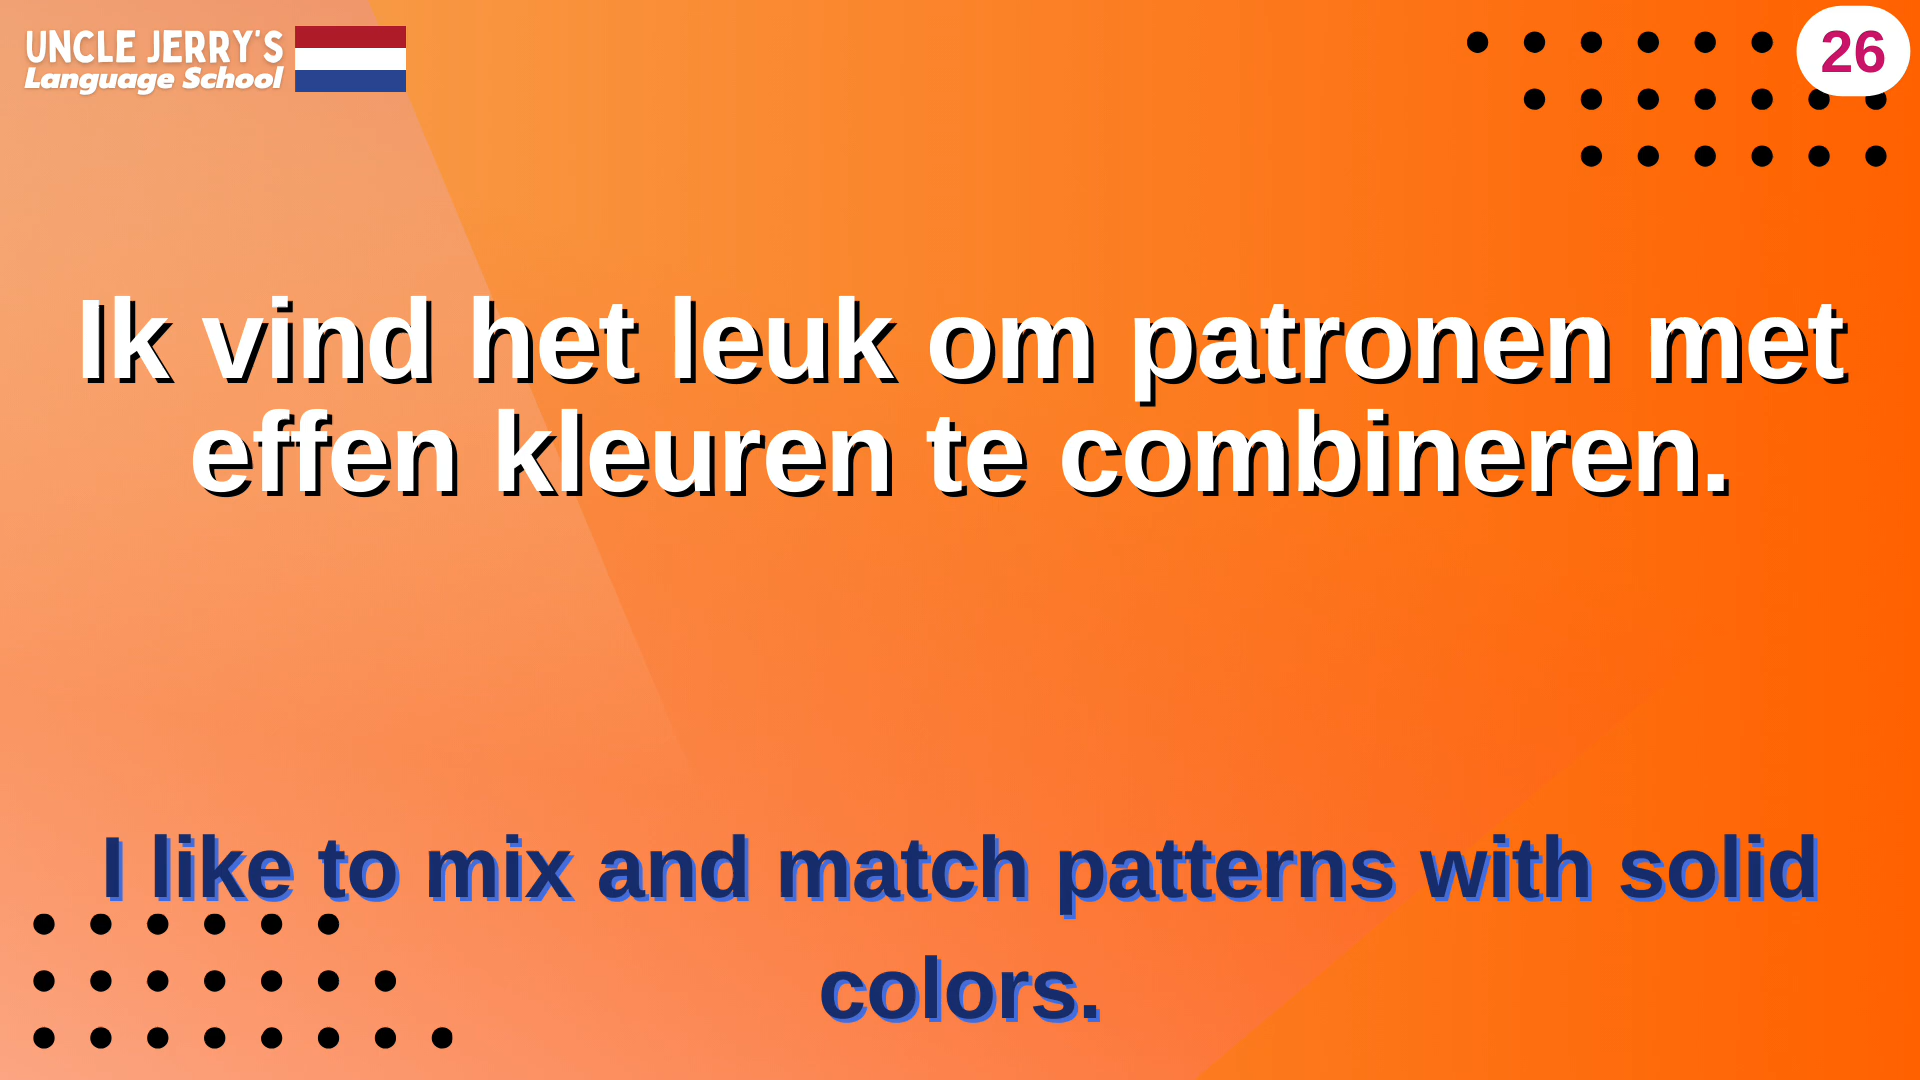 UNCLE JERRY'S
Language School
26
Ik vind het leuk om patronen met
effen kleuren te combineren.
I like to mix and match patterns with solid
colors.